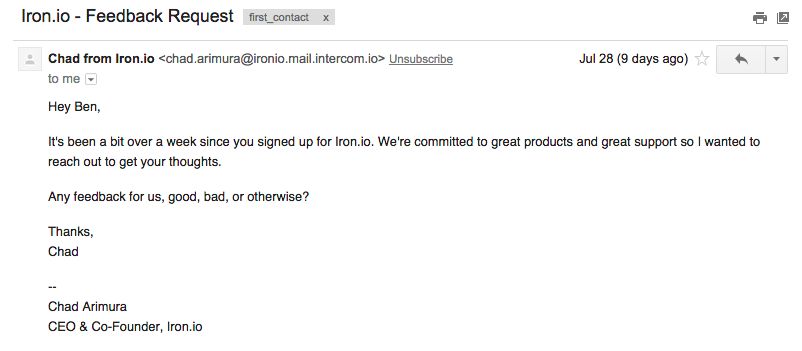 Iron.io - Feedback Request first_contact x
Chad from Iron.io <chad.arimura@ironio.mail.intercom.io> Unsubscribe Jul 28 (9 days ago)
to me
Hey Ben,
It's been a bit over a week since you signed up for Iron.io. We're committed to great products and great support so I wanted to
reach out to get your thoughts.
Any feedback for us, good, bad, or otherwise?
Thanks,
Chad
--
Chad Arimura
CEO & Co-Founder, Iron.io